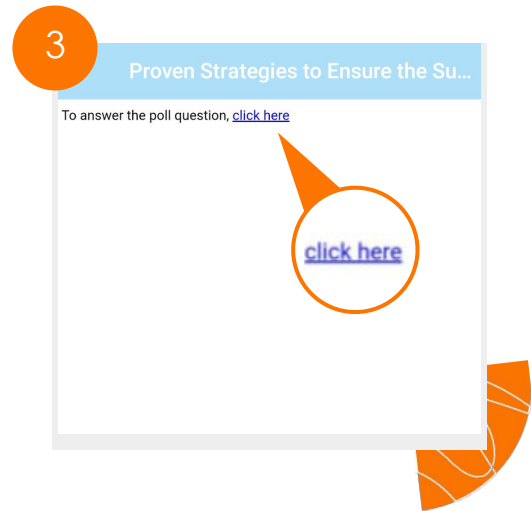 3
Proven Strategies to Ensure the Su...
To answer the poll question, click here
click here